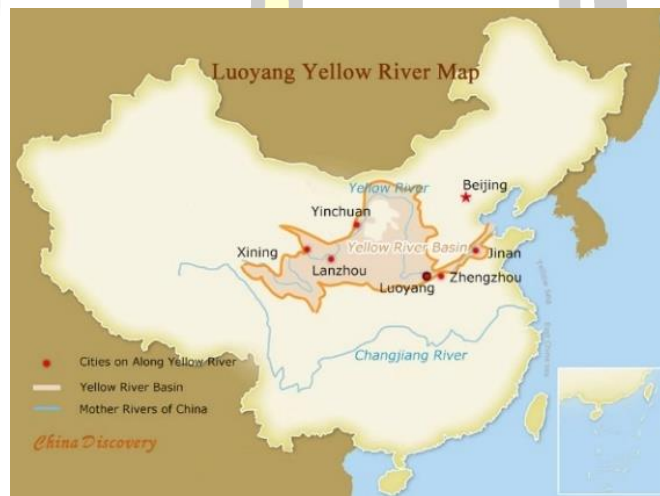 Luoyang Yellow River Map
Beijing
Yellow River
Yinchuan
Yellow River Basin
Xining
Jinan
Lanzhou
Zhengzhou
Luoyang
Changjiang River
Cities on Along Yellow River
Yellow River Basin
Mother Rivers of China
China Discovery